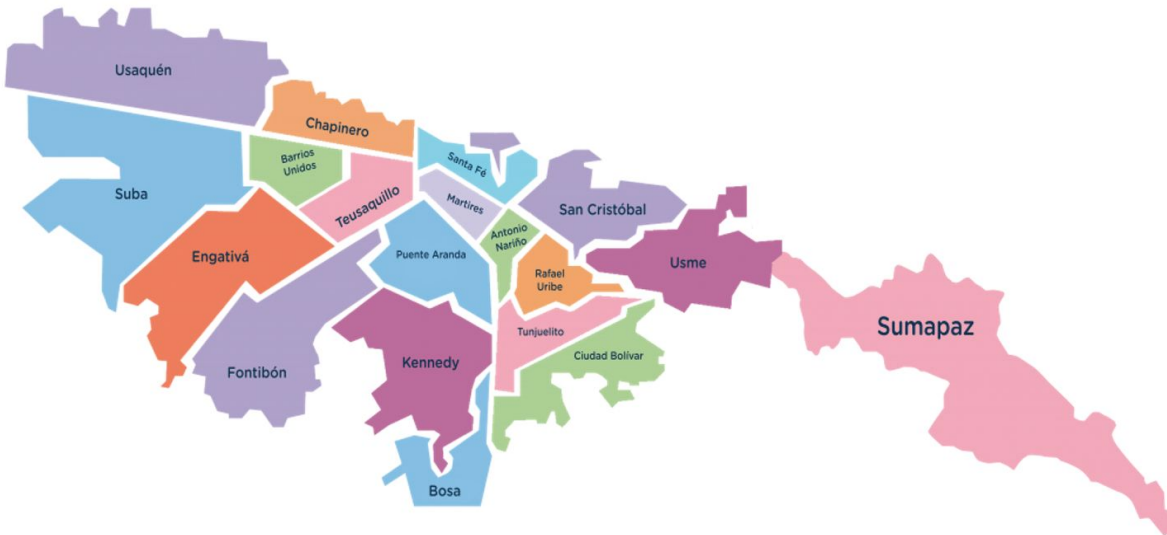 Usaquén
Chapinero
Barrios
Unidos
Santa Fé
Suba
Teusaquillo
Martires
San Cristóbal
Antonio
Nariño
Engativá
Puente Aranda
Usme
Rafael
Uribe
Sumapaz
Tunjuelito
Ciudad Bolívar
Kennedy
Fontibón
Bosa